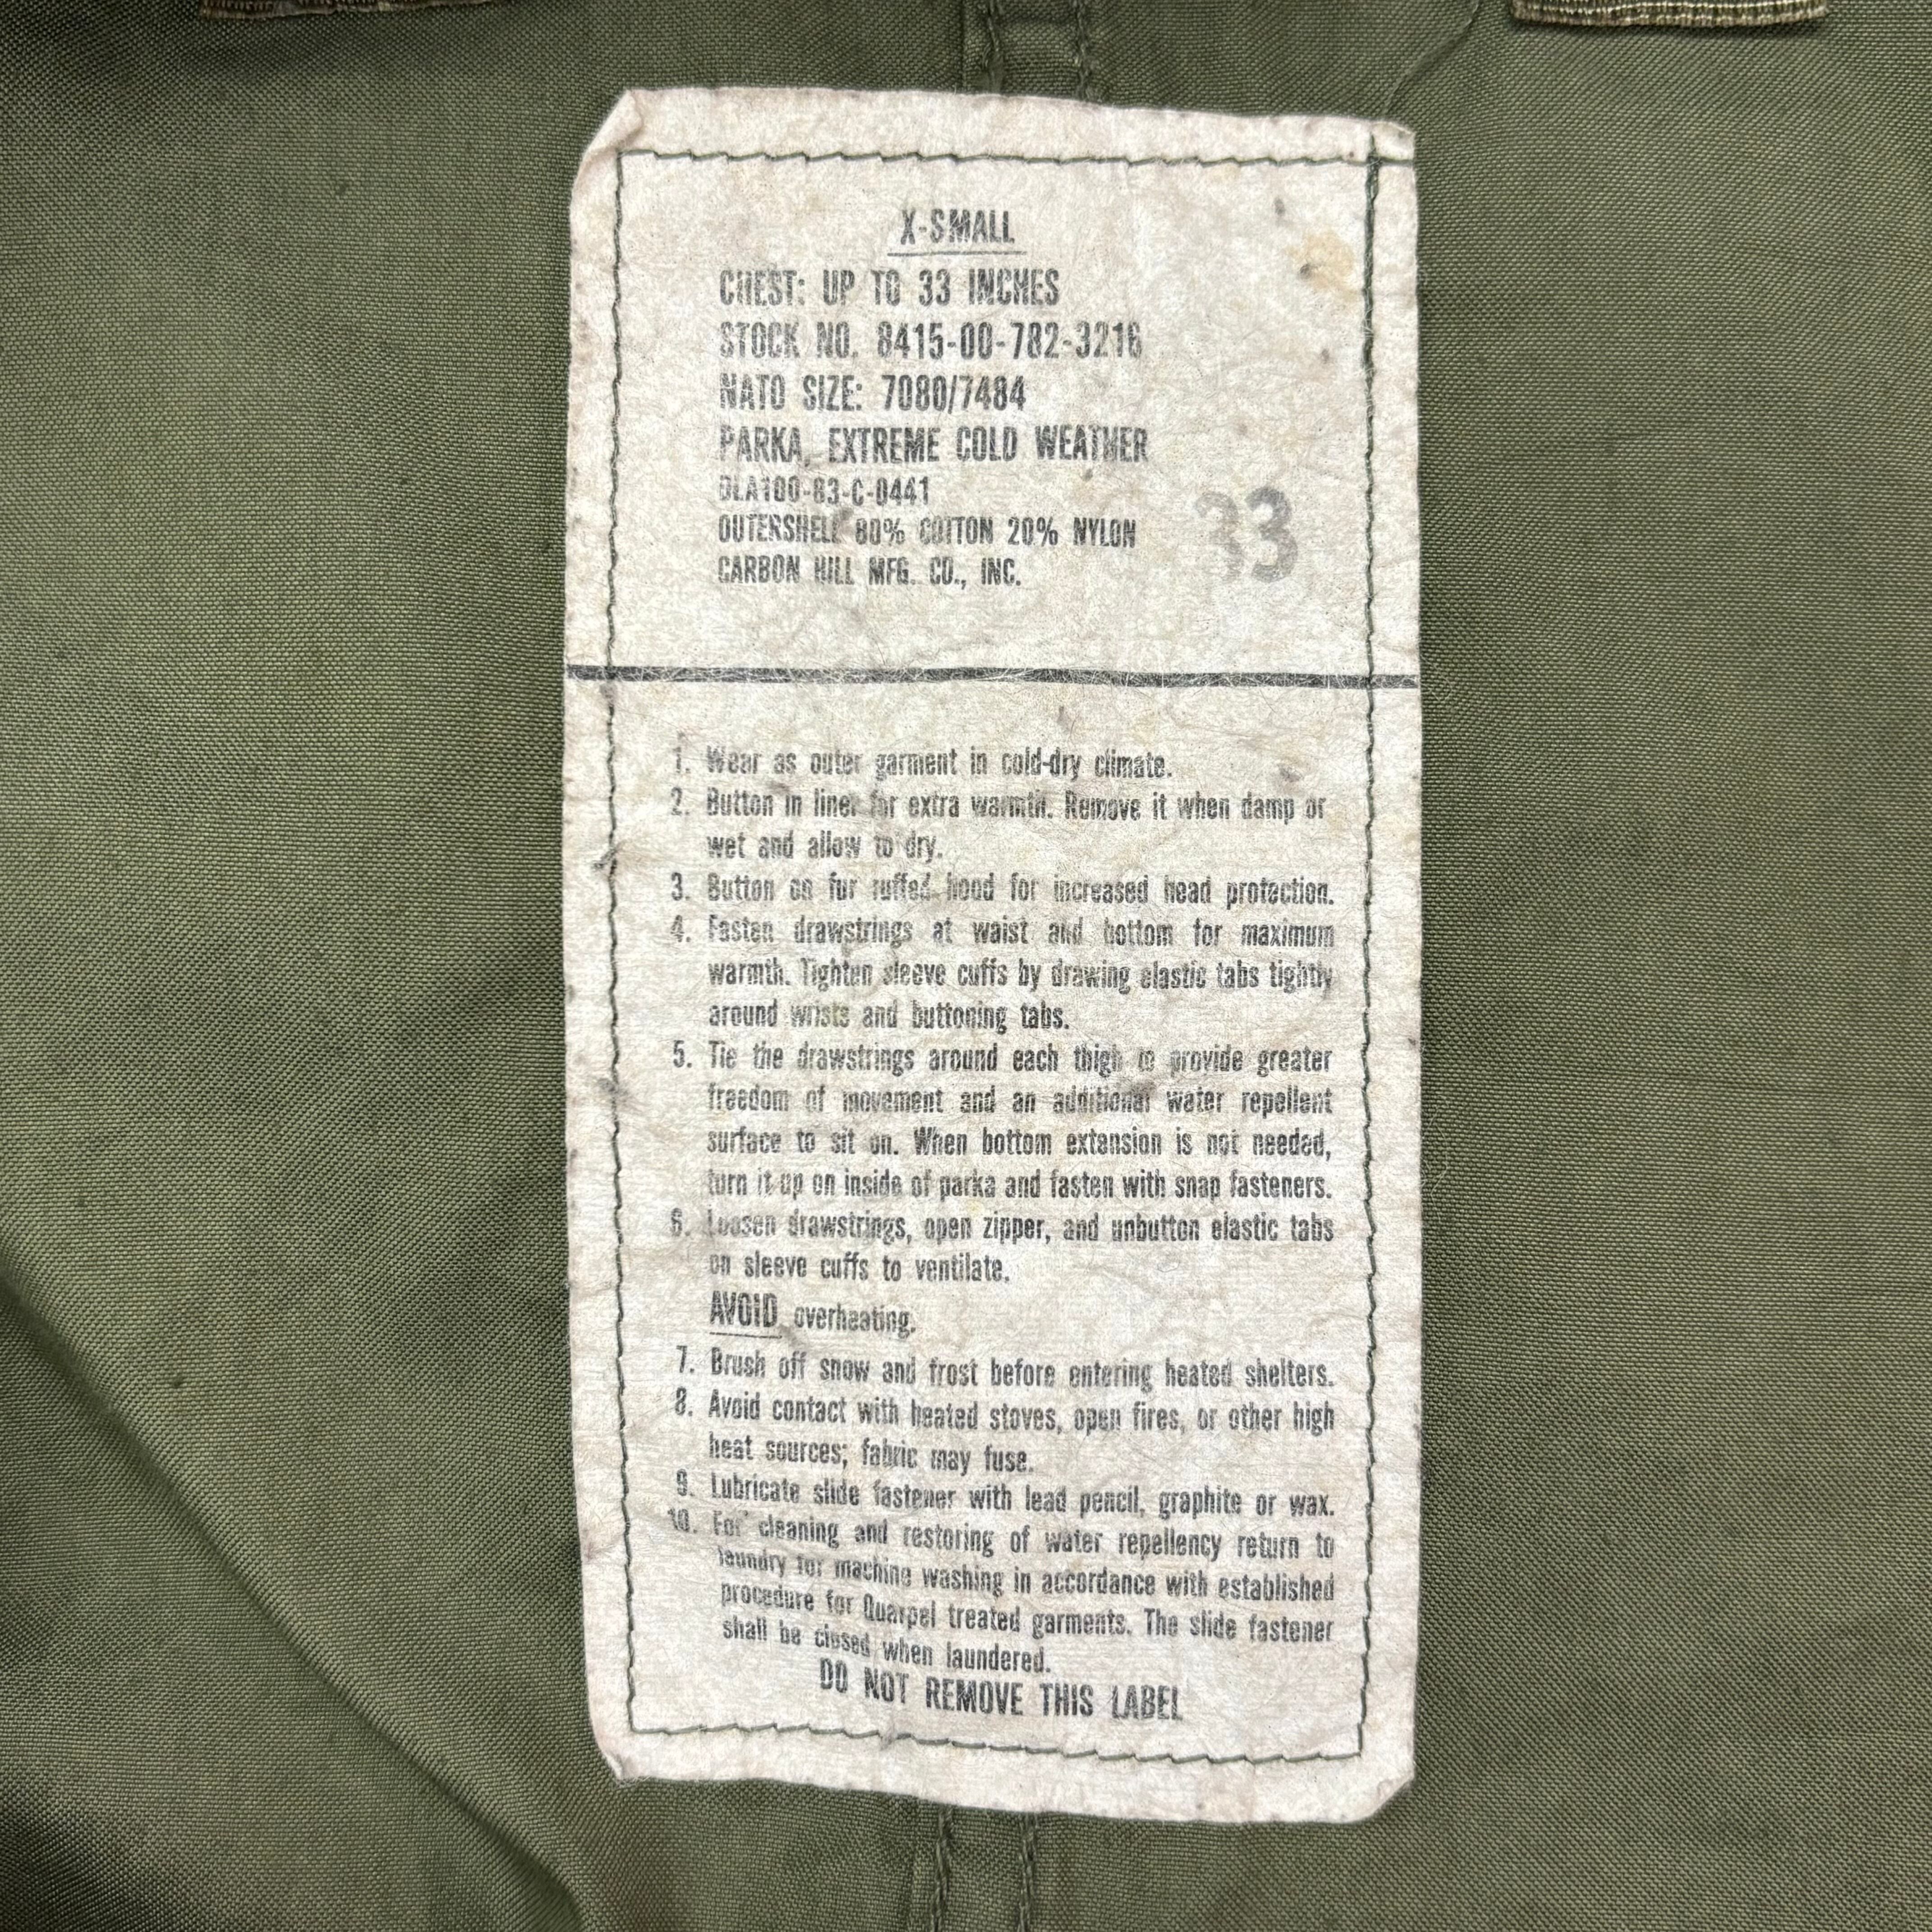 X-SMALL
CHEST: UP TO 33 INCHES
STOCK NO. 8415-00-782-3216
NATO SIZE: 7080/7484
PARKA, EXTREME COLD WEATHER
DLA100-83-C-0441
OUTERSHELL 80% COTTON 20% NYLON
33
CARBON HILL MFG. CO., INC.
1. Wear as outer garment in cold-dry climate.
2. Button in liner for extra warmth. Remove it when damp or
wet and allow to dry.
3. Button on fur ruffed hood for increased head protection.
4. Fasten drawstrings at waist and bottom for maximum
warmth. Tighten sleeve cuffs by drawing elastic tabs tightly
around wrists and buttoning tabs.
5. Tie the drawstrings around each thigh to provide greater
freedom of movement and an additional water repellent
surface to sit on. When bottom extension is not needed,
turn it up on inside of parka and fasten with snap fasteners.
6. Loosen drawstrings, open zipper, and unbutton elastic tabs
on sleeve cuffs to ventilate.
AVOID overheating.
7. Brush off snow and frost before entering heated shelters.
8. Avoid contact with heated stoves, open fires, or other high
heat sources; fabric may fuse.
9. Lubricate slide fastener with lead pencil, graphite or wax.
10. For cleaning and restoring of water repellency return to
laundry for machine washing in accordance with established
procedure for Quarpel treated garments. The slide fastener
shall be closed when laundered.
DO NOT REMOVE THIS LABEL